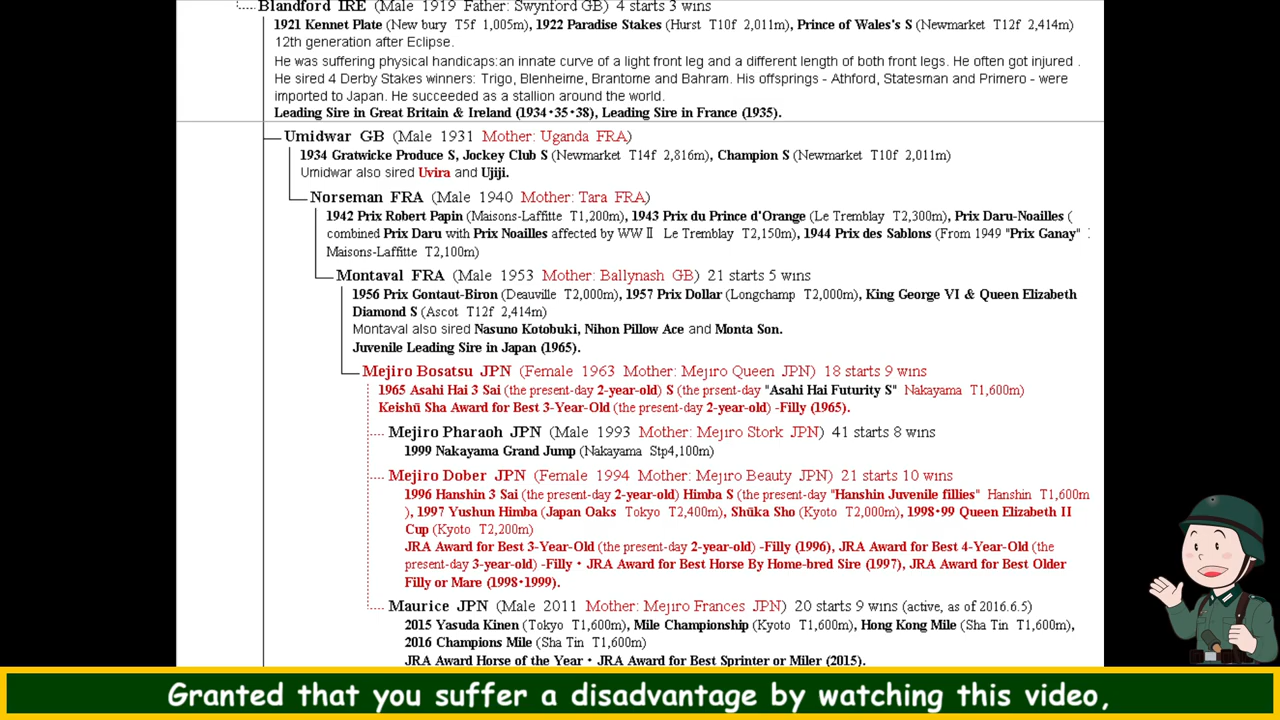 Blandford IRE (Male 1919 Father: Swynford GB) 4 starts 3 wins
1921 Kennet Plate (New bury T5f 1,005m), 1922 Paradise Stakes (Hurst T10f 2,011m), Prince of Wales's S (Newmarket T12f 2,414m)
12th generation after Eclipse.
He was suffering physical handicaps:an innate curve of a light front leg and a different length of both front legs. He often got injured .
He sired 4 Derby Stakes winners: Trigo, Blenheime, Brantome and Bahram. His offsprings - Athford, Statesman and Primero - were
imported to Japan. He succeeded as a stallion around the world.
Leading Sire in Great Britain & Ireland (1934・35・38), Leading Sire in France (1935).
Umidwar GB (Male 1931 Mother: Uganda FRA)
1934 Gratwicke Produce S, Jockey Club S (Newmarket T14f 2,816m), Champion S (Newmarket T10f 2,011m)
Umidwar also sired Uvira and Ujiji.
Norseman FRA (Male 1940 Mother: Tara FRA)
1942 Prix Robert Papin (Maisons-Laffitte T1,200m), 1943 Prix du Prince d'Orange (Le Tremblay T2,300m), Prix Daru-Noailles (
combined Prix Daru with Prix Noailles affected by WWⅡ Le Tremblay T2,150m), 1944 Prix des Sablons (From 1949 "Prix Ganay"
Maisons-Laffitte T2,100m)
Montaval FRA (Male 1953 Mother: Ballynash GB) 21 starts 5 wins
1956 Prix Gontaut-Biron (Deauville T2,000m), 1957 Prix Dollar (Longchamp T2,000m), King George VI & Queen Elizabeth
Diamond S (Ascot T12f 2,414m)
Montaval also sired Nasuno Kotobuki, Nihon Pillow Ace and Monta Son.
Juvenile Leading Sire in Japan (1965).
Mejiro Bosatsu JPN (Female 1963 Mother: Mejiro Queen JPN) 18 starts 9 wins
1965 Asahi Hai 3 Sai (the present-day 2-year-old) S (the prsent-day "Asahi Hai Futurity S" Nakayama T1,600m)
Keishū Sha Award for Best 3-Year-Old (the present-day 2-year-old) -Filly (1965).
Mejiro Pharaoh JPN (Male 1993 Mother: Mejiro Stork JPN) 41 starts 8 wins
1999 Nakayama Grand Jump (Nakayama Stp4,100m)
Mejiro Dober JPN (Female 1994 Mother: Mejiro Beauty JPN) 21 starts 10 wins
1996 Hanshin 3 Sai (the present-day 2-year-old) Himba S (the present-day "Hanshin Juvenile fillies" Hanshin T1,600m
), 1997 Yushun Himba (Japan Oaks Tokyo T2,400m), Shūka Sho (Kyoto T2,000m), 1998・99 Queen Elizabeth II
Cup (Kyoto T2,200m)
JRA Award for Best 3-Year-Old (the present-day 2-year-old) -Filly (1996), JRA Award for Best 4-Year-Old (the
present-day 3-year-old) -Filly・JRA Award for Best Horse By Home-bred Sire (1997), JRA Award for Best Older
Filly or Mare (1998・1999).
Maurice JPN (Male 2011 Mother: Mejiro Frances JPN) 20 starts 9 wins (active, as of 2016.6.5)
2015 Yasuda Kinen (Tokyo T1,600m), Mile Championship (Kyoto T1,600m), Hong Kong Mile (Sha Tin T1,600m),
2016 Champions Mile (Sha Tin T1,600m)
JRA Award Horse of the Year・JRA Award for Best Sprinter or Miler (2015).
Granted that you suffer a disadvantage by watching this video,